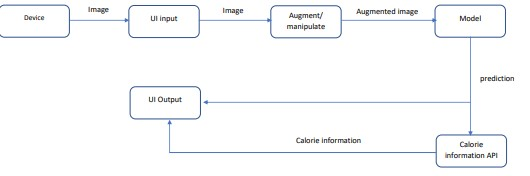 Device
Image
UI input
Image
Augment/
manipulate
Augmented image
Model
prediction
UI Output
Calorie information
Calorie
information API